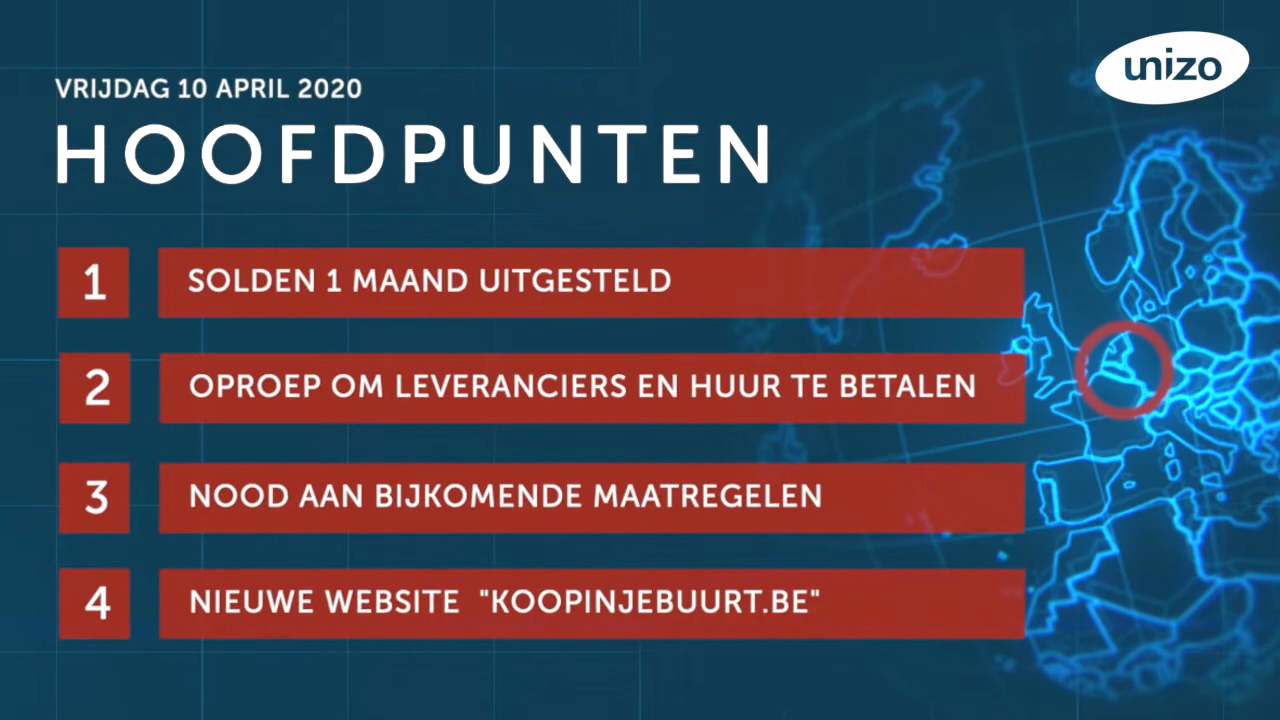 unizo
VRIJDAG 10 APRIL 2020
HOOFDPUNTEN
1 SOLDEN 1 MAAND UITGESTELD
2 OPROEP OM LEVERANCIERS EN HUUR TE BETALEN
3 NOOD AAN BIJKOMENDE MAATREGELEN
4 NIEUWE WEBSITE "KOOPINJEBUURT.BE"